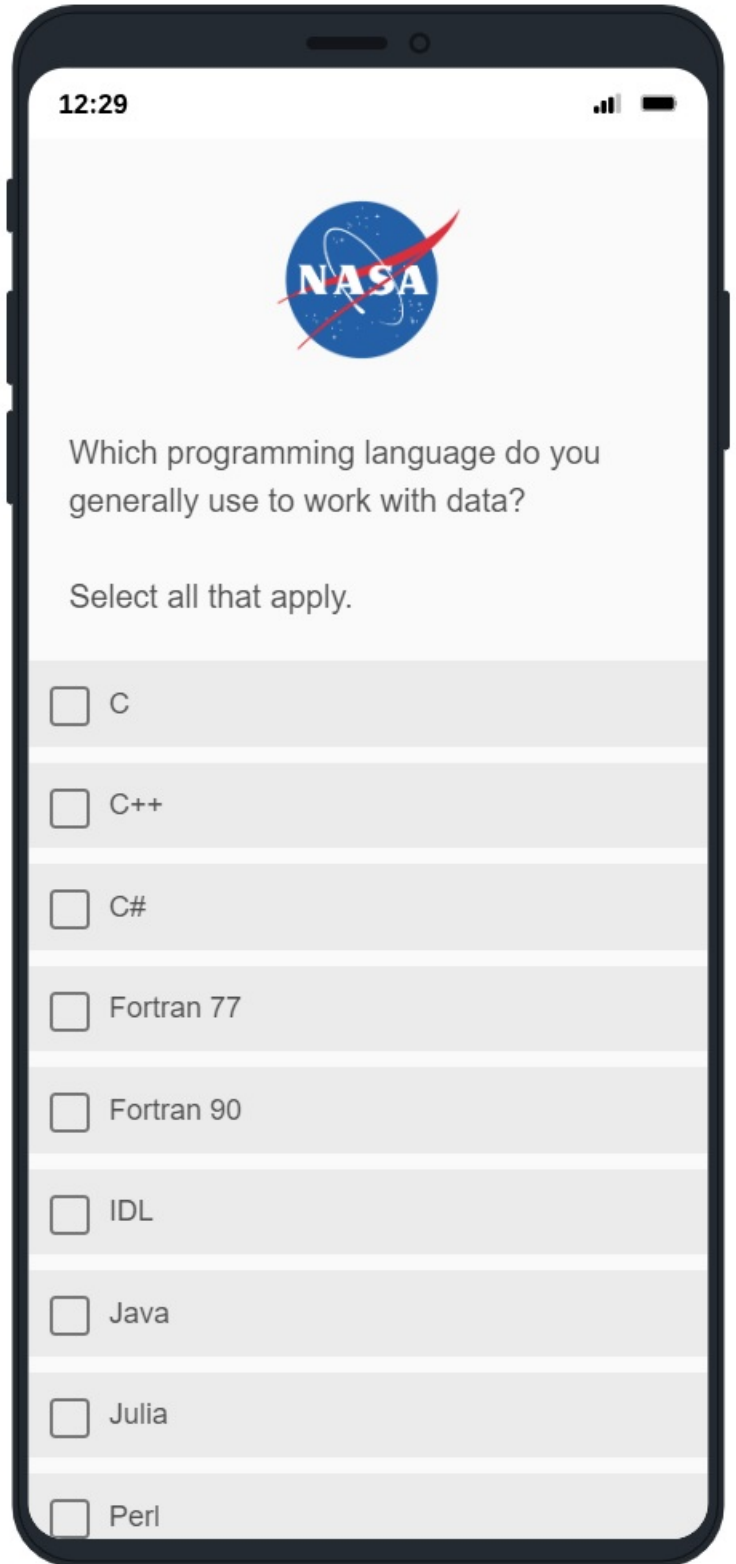 12:29
NASA
Which programming language do you
generally use to work with data?
Select all that apply.
C
C++
C#
Fortran 77
Fortran 90
IDL
Java
Julia
Perl